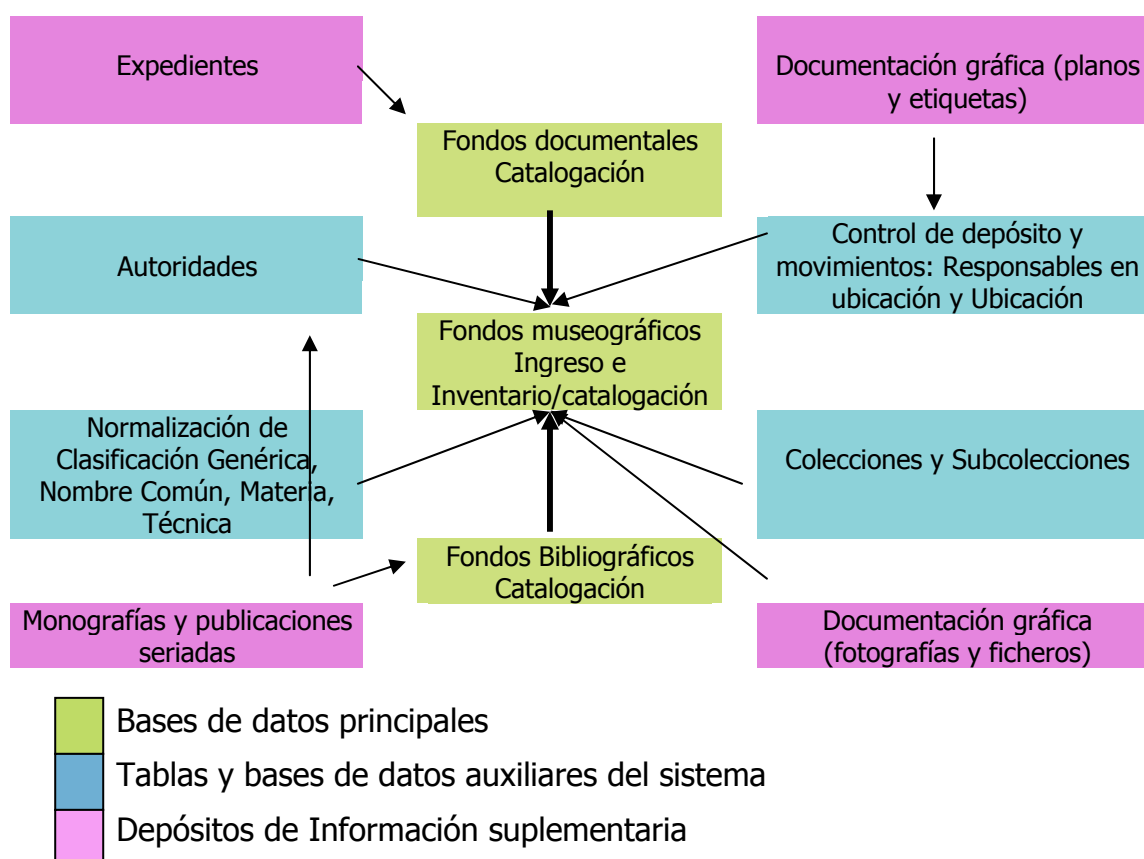 Expedientes
Documentación gráfica (planos
y etiquetas)
Fondos documentales
Catalogación
Autoridades
Control de depósito y
movimientos: Responsables en
ubicación y Ubicación
Fondos museográficos
Ingreso e
Inventario/catalogación
Normalización de
Clasificación Genérica,
Nombre Común, Materia,
Técnica
Colecciones y Subcolecciones
Fondos Bibliográficos
Catalogación
Monografías y publicaciones
seriadas
Documentación gráfica
(fotografías y ficheros)
Bases de datos principales
Tablas y bases de datos auxiliares del sistema
Depósitos de Información suplementaria